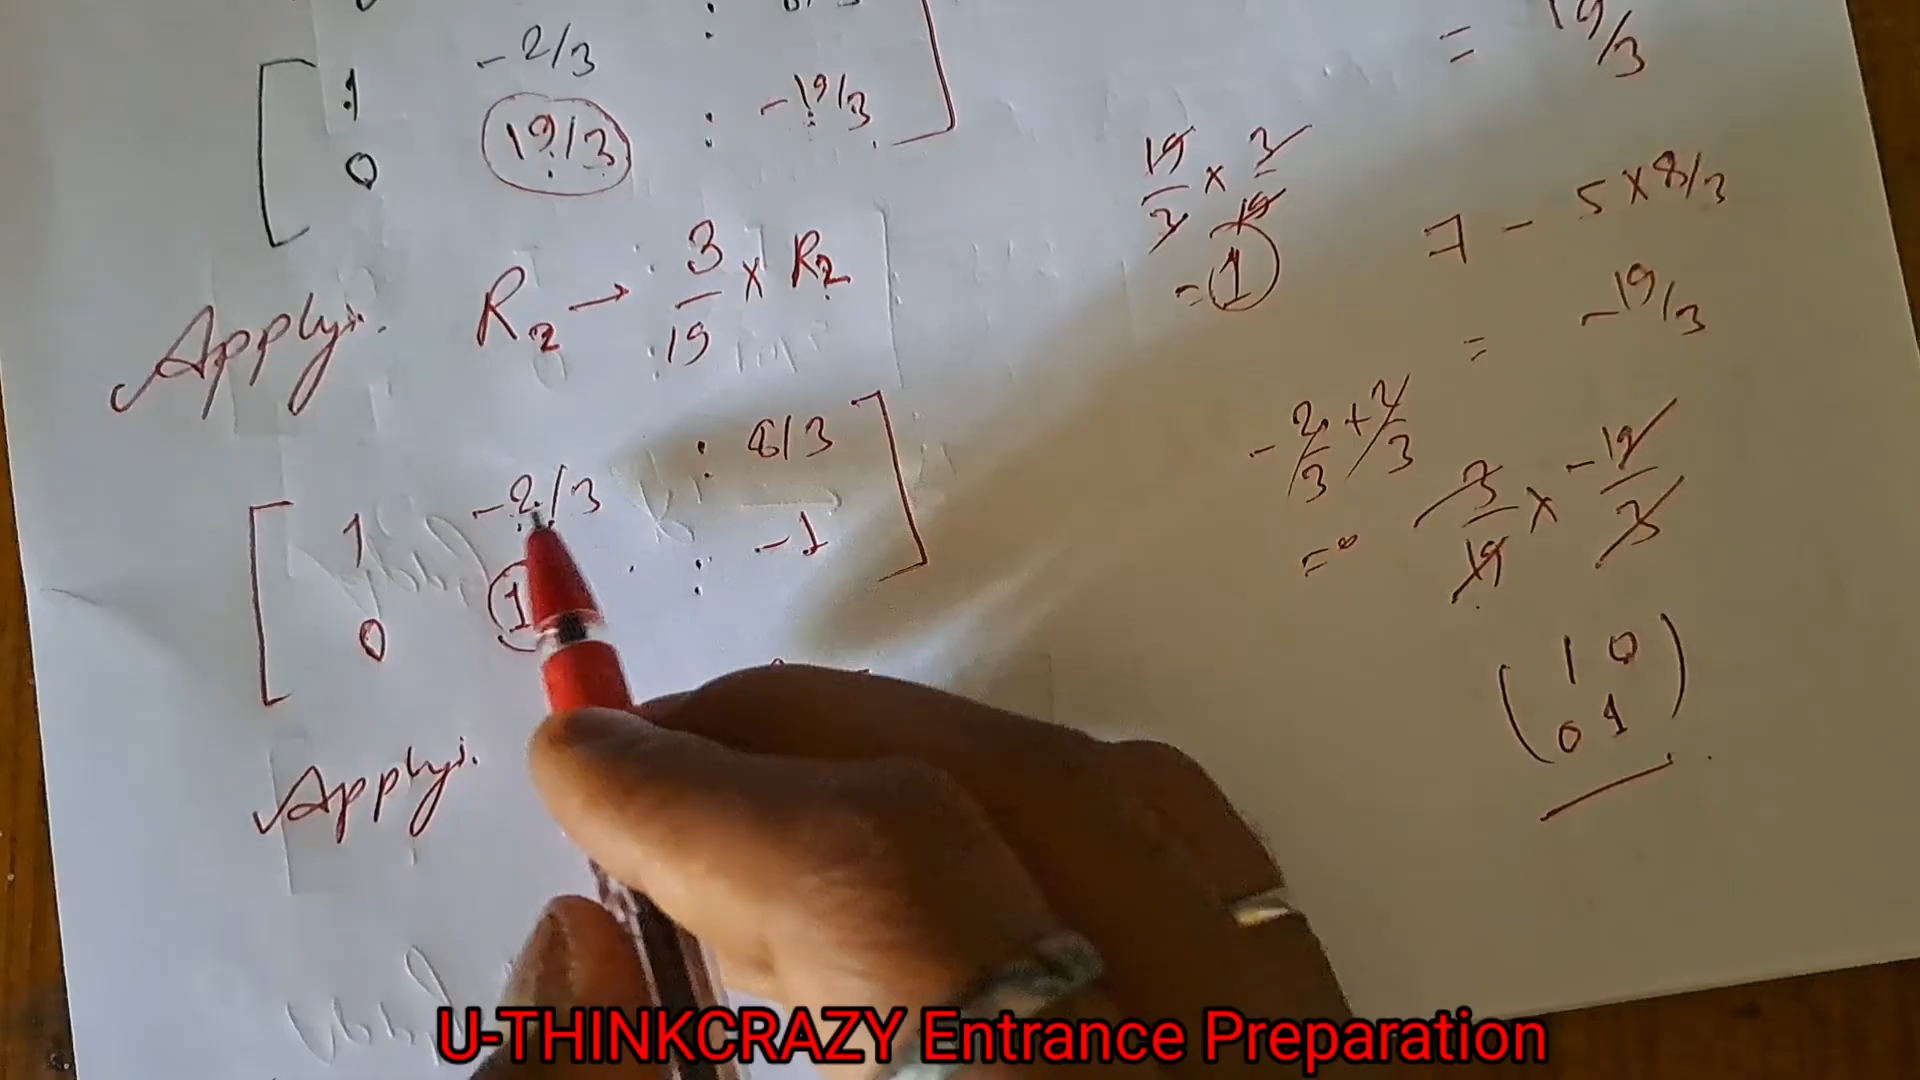 1 -2/3 :
0 19/3 : -19/3
Applyi. R2 → 3/19 × R2
1 -2/3 : 8/3
0 1 : -1
Applyi.
= 19/3
19/3 × 3/19
= 1
7 - 5 × 8/3
= -19/3
-2/3 + 2/3
= 0
3/19 × -19/3
1 0
0 1
U-THINKCRAZY Entrance Preparation